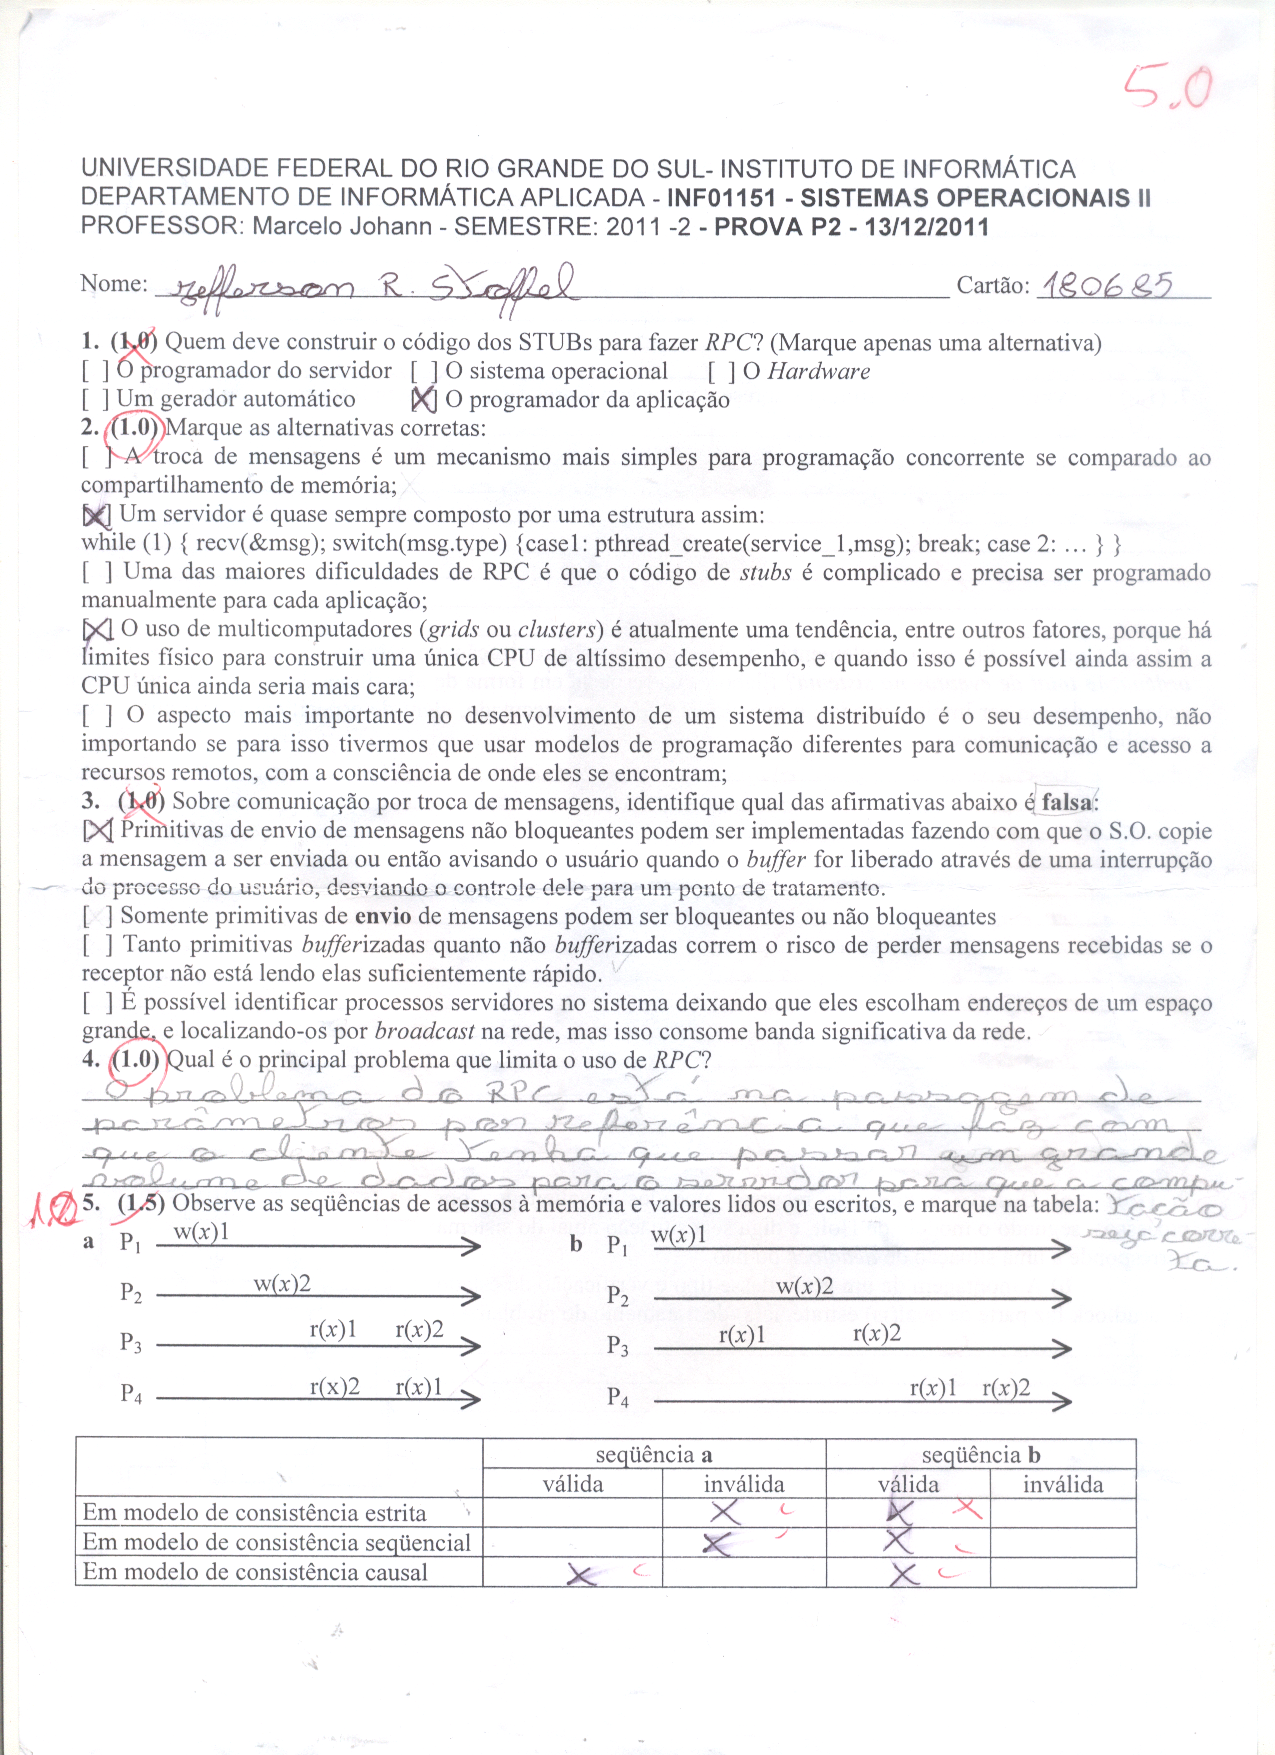 5.0
UNIVERSIDADE FEDERAL DO RIO GRANDE DO SUL- INSTITUTO DE INFORMÁTICA
DEPARTAMENTO DE INFORMÁTICA APLICADA - INF01151 - SISTEMAS OPERACIONAIS II
PROFESSOR: Marcelo Johann - SEMESTRE: 2011 -2 - PROVA P2 - 13/12/2011
Nome: Jefferson R. Stoffel Cartão: 180685
1. (1.0) Quem deve construir o código dos STUBs para fazer RPC? (Marque apenas uma alternativa)
[ ] O programador do servidor [ ] O sistema operacional [ ] O Hardware
[ ] Um gerador automático [X] O programador da aplicação
2. (1.0) Marque as alternativas corretas:
[ ] A troca de mensagens é um mecanismo mais simples para programação concorrente se comparado ao
compartilhamento de memória;
[X] Um servidor é quase sempre composto por uma estrutura assim:
while (1) { recv(&msg); switch(msg.type) {case1: pthread_create(service_1,msg); break; case 2: ... } }
[ ] Uma das maiores dificuldades de RPC é que o código de stubs é complicado e precisa ser programado
manualmente para cada aplicação;
[X] O uso de multicomputadores (grids ou clusters) é atualmente uma tendência, entre outros fatores, porque há
limites físico para construir uma única CPU de altíssimo desempenho, e quando isso é possível ainda assim a
CPU única ainda seria mais cara;
[ ] O aspecto mais importante no desenvolvimento de um sistema distribuído é o seu desempenho, não
importando se para isso tivermos que usar modelos de programação diferentes para comunicação e acesso a
recursos remotos, com a consciência de onde eles se encontram;
3. (1.0) Sobre comunicação por troca de mensagens, identifique qual das afirmativas abaixo é falsa:
[X] Primitivas de envio de mensagens não bloqueantes podem ser implementadas fazendo com que o S.O. copie
a mensagem a ser enviada ou então avisando o usuário quando o buffer for liberado através de uma interrupção
do processo do usuário, desviando o controle dele para um ponto de tratamento.
[ ] Somente primitivas de envio de mensagens podem ser bloqueantes ou não bloqueantes
[ ] Tanto primitivas bufferizadas quanto não bufferizadas correm o risco de perder mensagens recebidas se o
receptor não está lendo elas suficientemente rápido.
[ ] É possível identificar processos servidores no sistema deixando que eles escolham endereços de um espaço
grande, e localizando-os por broadcast na rede, mas isso consome banda significativa da rede.
4. (1.0) Qual é o principal problema que limita o uso de RPC?
O problema do RPC está na passagem de
parâmetros por referência que faz com
que o cliente tenha que passar um grande
volume de dados para o servidor para que a compu-
1.0 5. (1.5) Observe as seqüências de acessos à memória e valores lidos ou escritos, e marque na tabela: tação
seja corre-
ta.
a P1 w(x)1 b P1 w(x)1
P2 w(x)2 P2 w(x)2
P3 r(x)1 r(x)2 P3 r(x)1 r(x)2
P4 r(x)2 r(x)1 P4 r(x)1 r(x)2
seqüência a seqüência b
válida inválida válida inválida
Em modelo de consistência estrita X X
Em modelo de consistência seqüencial X X
Em modelo de consistência causal X X